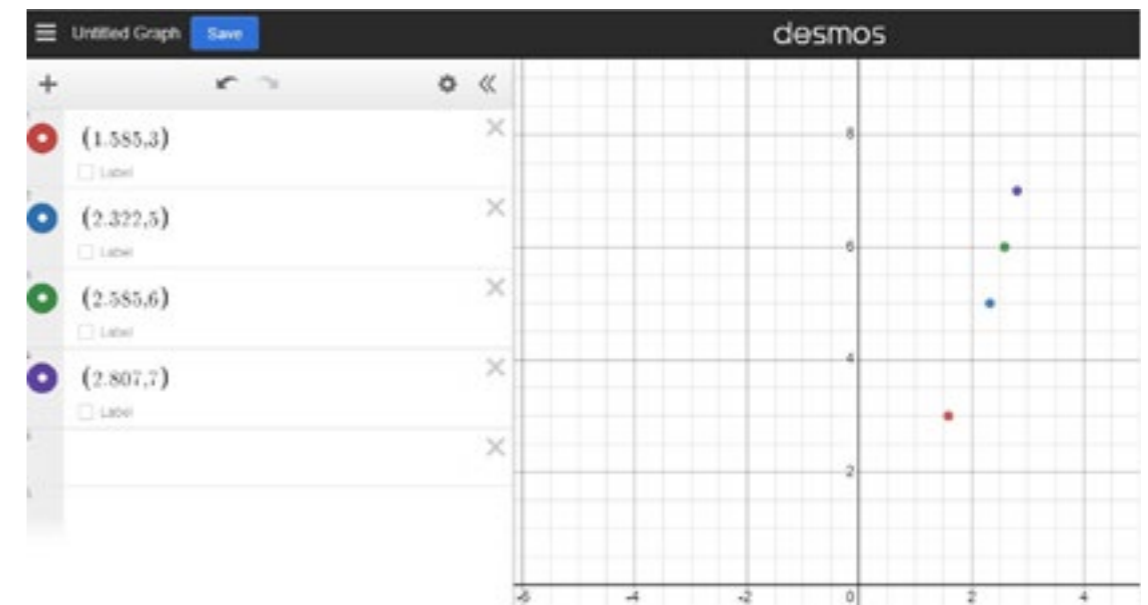 Untitled Graph Save desmos
(1.585,3)
Label
(2.322,5)
Label
(2.585,6)
Label
(2.807,7)
Label
8
6
4
2
-6 -4 -2 0 2 4